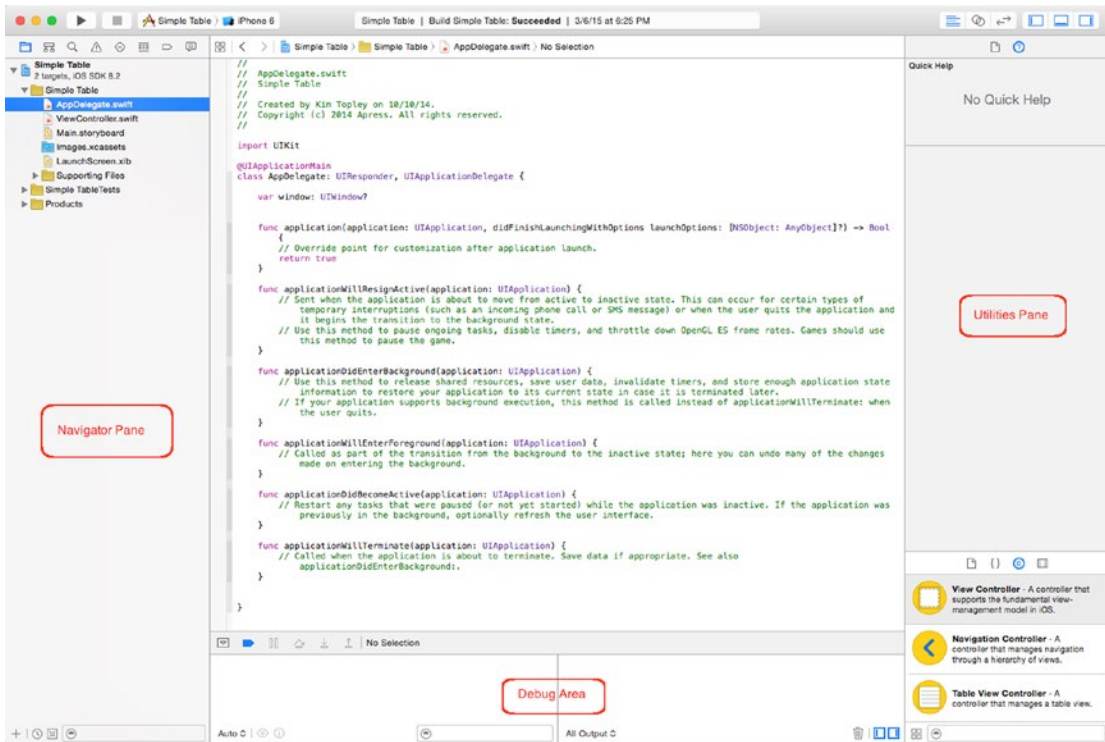 Simple Table
iPhone 6
Simple Table | Build Simple Table: Succeeded | 3/6/15 at 6:25 PM
Simple Table
2 targets, iOS SDK 8.2
Simple Table
AppDelegate.swift
ViewController.swift
Main.storyboard
Images.xcassets
LaunchScreen.xib
Supporting Files
Simple TableTests
Products
Navigator Pane
Simple Table
Simple Table
AppDelegate.swift
No Selection
//
// AppDelegate.swift
// Simple Table
//
// Created by Kim Topley on 10/10/14.
// Copyright (c) 2014 Apress. All rights reserved.
//
import UIKit
@UIApplicationMain
class AppDelegate: UIResponder, UIApplicationDelegate {
var window: UIWindow?
func application(application: UIApplication, didFinishLaunchingWithOptions launchOptions: [NSObject: AnyObject]?) -> Bool
{
// Override point for customization after application launch.
return true
}
func applicationWillResignActive(application: UIApplication) {
// Sent when the application is about to move from active to inactive state. This can occur for certain types of
temporary interruptions (such as an incoming phone call or SMS message) or when the user quits the application and
it begins the transition to the background state.
// Use this method to pause ongoing tasks, disable timers, and throttle down OpenGL ES frame rates. Games should use
this method to pause the game.
}
func applicationDidEnterBackground(application: UIApplication) {
// Use this method to release shared resources, save user data, invalidate timers, and store enough application state
information to restore your application to its current state in case it is terminated later.
// If your application supports background execution, this method is called instead of applicationWillTerminate: when
the user quits.
}
func applicationWillEnterForeground(application: UIApplication) {
// Called as part of the transition from the background to the inactive state; here you can undo many of the changes
made on entering the background.
}
func applicationDidBecomeActive(application: UIApplication) {
// Restart any tasks that were paused (or not yet started) while the application was inactive. If the application was
previously in the background, optionally refresh the user interface.
}
func applicationWillTerminate(application: UIApplication) {
// Called when the application is about to terminate. Save data if appropriate. See also
applicationDidEnterBackground:.
}
}
No Selection
Debug Area
Auto
All Output
Quick Help
No Quick Help
Utilities Pane
{}
View Controller - A controller that
supports the fundamental view-
management model in iOS.
Navigation Controller - A
controller that manages navigation
through a hierarchy of views.
Table View Controller - A
controller that manages a table view.